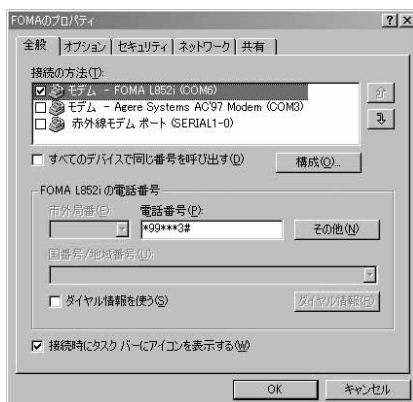 FOMAのプロパティ
全般 オプション セキュリティ ネットワーク 共有
接続の方法(T):
モデム - FOMA L852i (COM6)
モデム - Agere Systems AC'97 Modem (COM3)
赤外線モデム ポート (SERIAL1-0)
すべてのデバイスで同じ番号を呼び出す(D)
構成(O)...
FOMA L852i の電話番号
市外局番(E): 電話番号(P):
*99***3# その他(N)
国番号/地域番号(U):
ダイヤル情報を使う(S) ダイヤル情報(R)
接続時にタスク バーにアイコンを表示する(W)
OK キャンセル